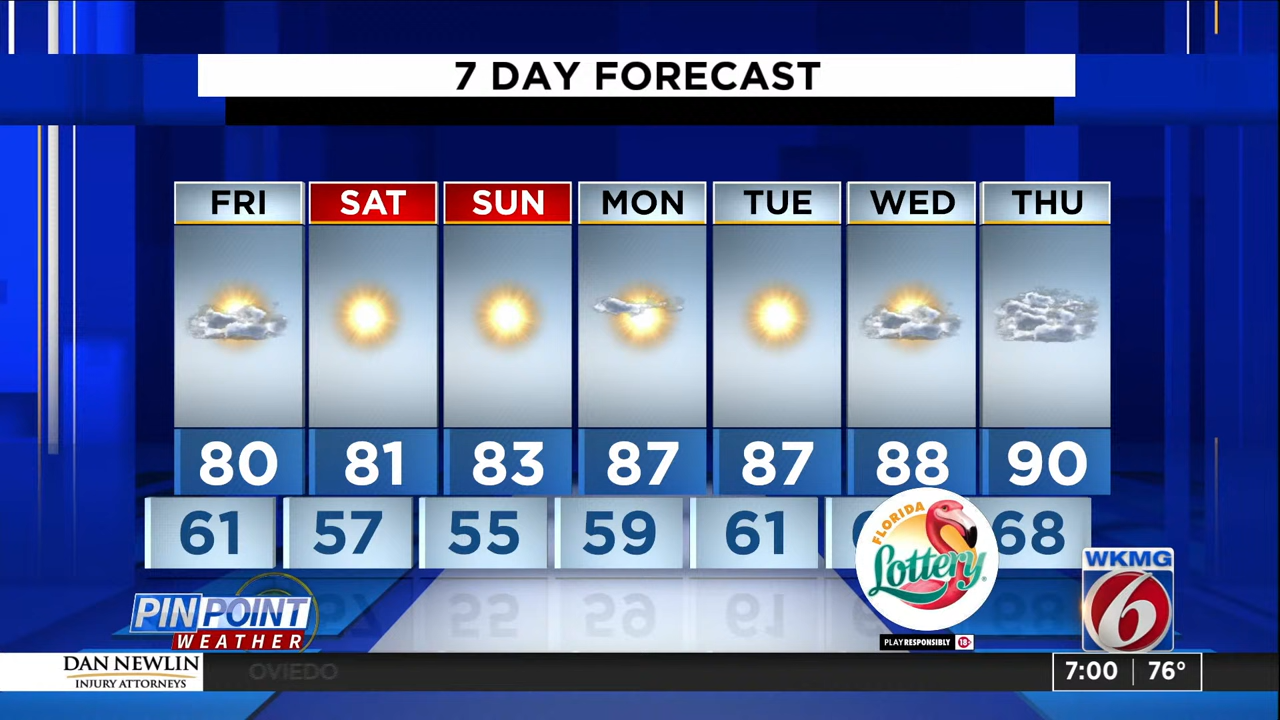 7 DAY FORECAST
FRI SAT SUN MON TUE WED THU
80 81 83 87 87 88 90
61 57 55 59 61 68
FLORIDA
Lottery
PLAY RESPONSIBLY 18+
PINPOINT
WEATHER
WKMG
6
DAN NEWLIN
INJURY ATTORNEYS
OVIEDO
7:00 76°